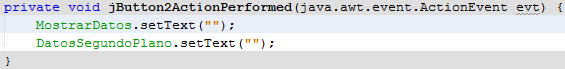 private void jButton2ActionPerformed(java.awt.event.ActionEvent evt) {
MostrarDatos.setText("");
DatosSegundoPlano.setText("");
}